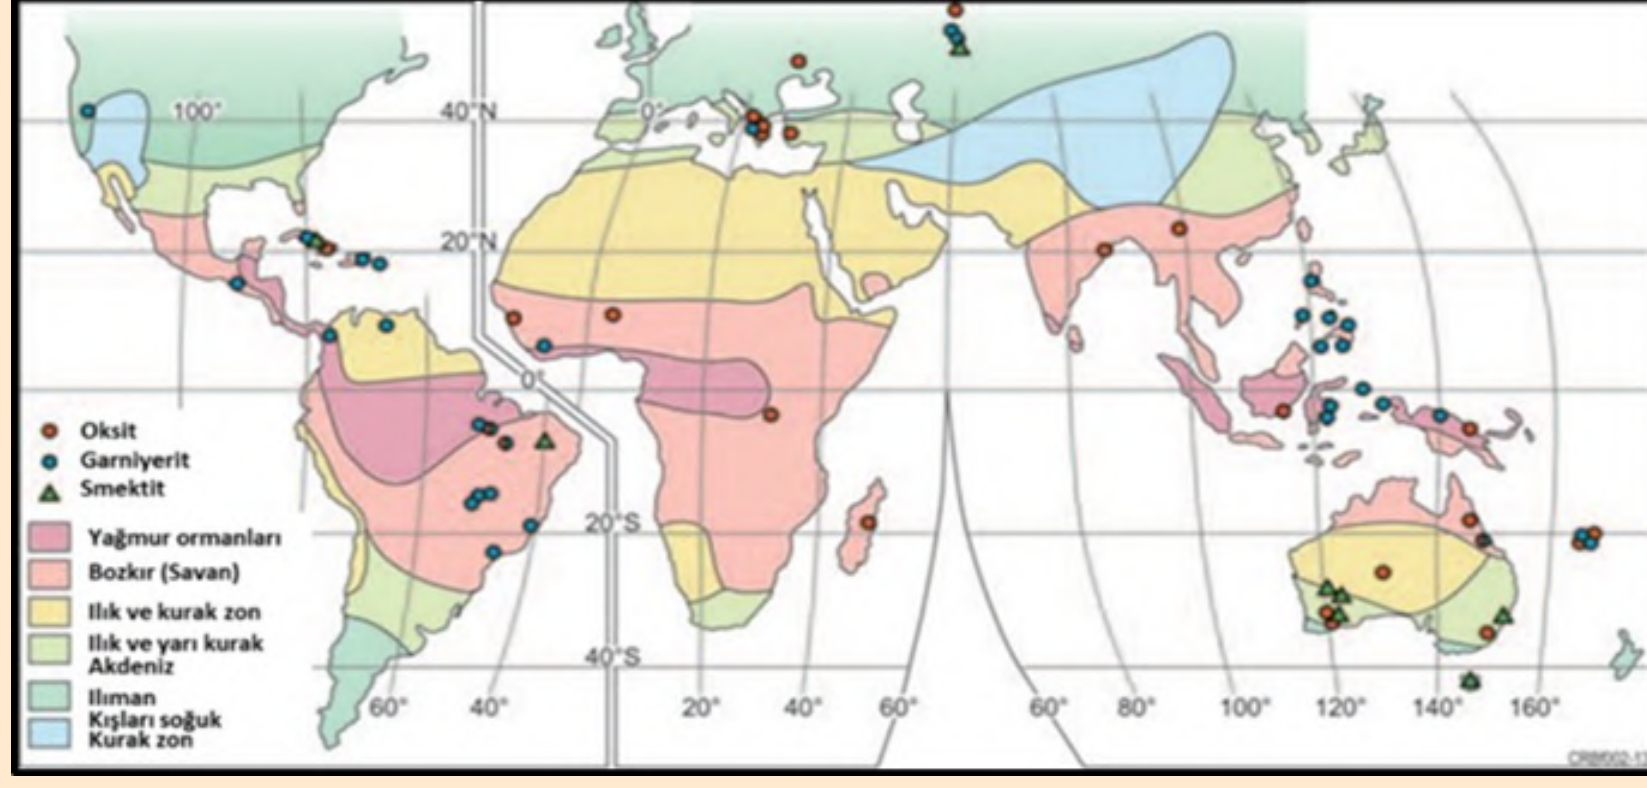 100°
40°N
0°
20°N
0°
Oksit
Garniyerit
Smektit
Yağmur ormanları
Bozkır (Savan)
Ilık ve kurak zon
Ilık ve yarı kurak
Akdeniz
Ilıman
Kışları soğuk
Kurak zon
20°S
40°S
60° 40° 20° 40° 60° 60° 80° 100° 120° 140° 160°